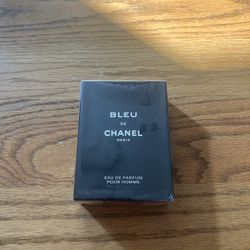 BLEU
DE
CHANEL
PARIS
EAU DE PARFUM
POUR HOMME